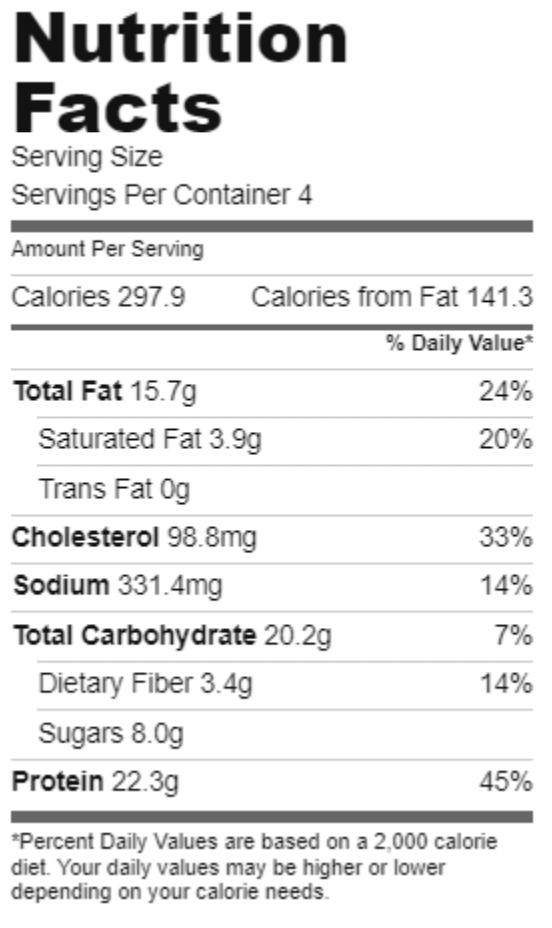 Nutrition
Facts
Serving Size
Servings Per Container 4
Amount Per Serving
Calories 297.9 Calories from Fat 141.3
% Daily Value*
Total Fat 15.7g 24%
Saturated Fat 3.9g 20%
Trans Fat 0g
Cholesterol 98.8mg 33%
Sodium 331.4mg 14%
Total Carbohydrate 20.2g 7%
Dietary Fiber 3.4g 14%
Sugars 8.0g
Protein 22.3g 45%
*Percent Daily Values are based on a 2,000 calorie
diet. Your daily values may be higher or lower
depending on your calorie needs.